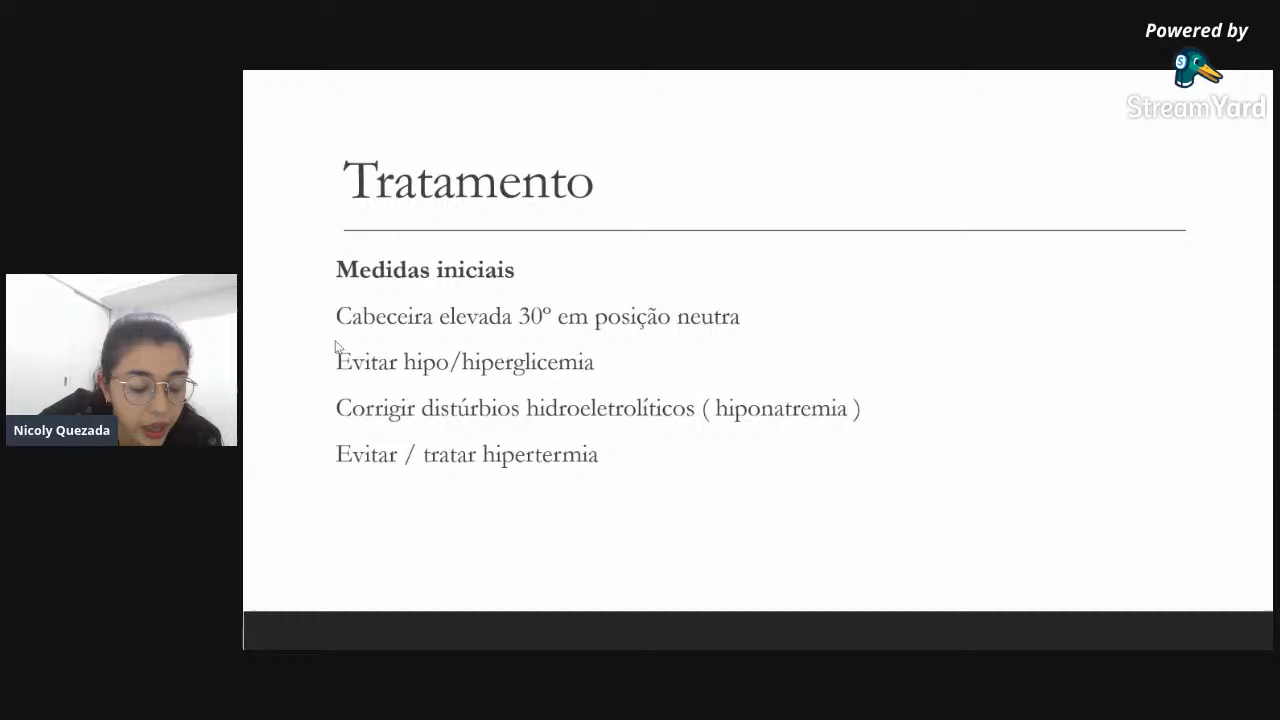 Powered by
StreamYard
Tratamento
Medidas iniciais
Cabeceira elevada 30º em posição neutra
Evitar hipo/hiperglicemia
Corrigir distúrbios hidroeletrolíticos ( hiponatremia )
Evitar / tratar hipertermia
Nicoly Quezada